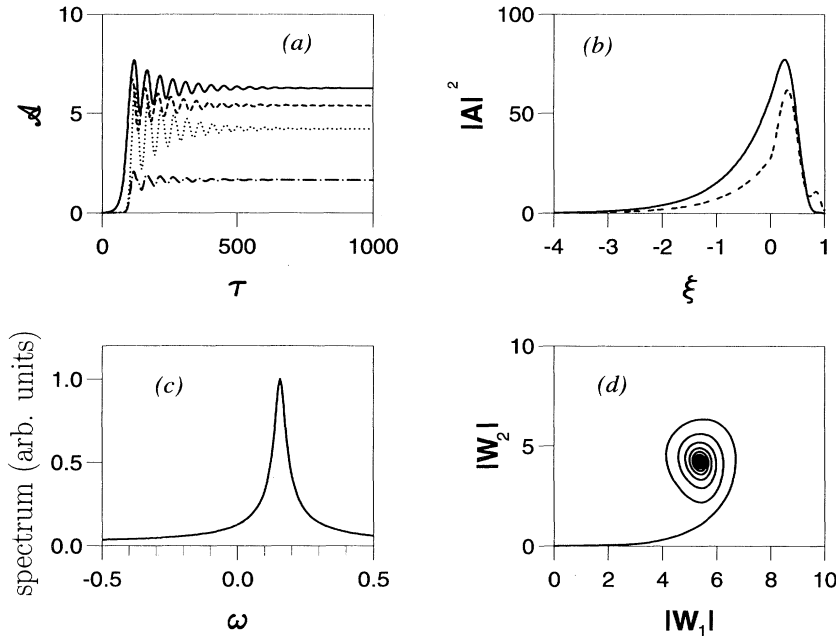 10
5
0
𝒜
(a)
0
500
1000
τ
100
50
0
|A|²
(b)
-4
-3
-2
-1
0
1
ξ
spectrum (arb. units)
1.0
0.5
0.0
(c)
-0.5
0.0
0.5
ω
10
5
0
|W₂|
(d)
0
2
4
6
8
10
|W₁|